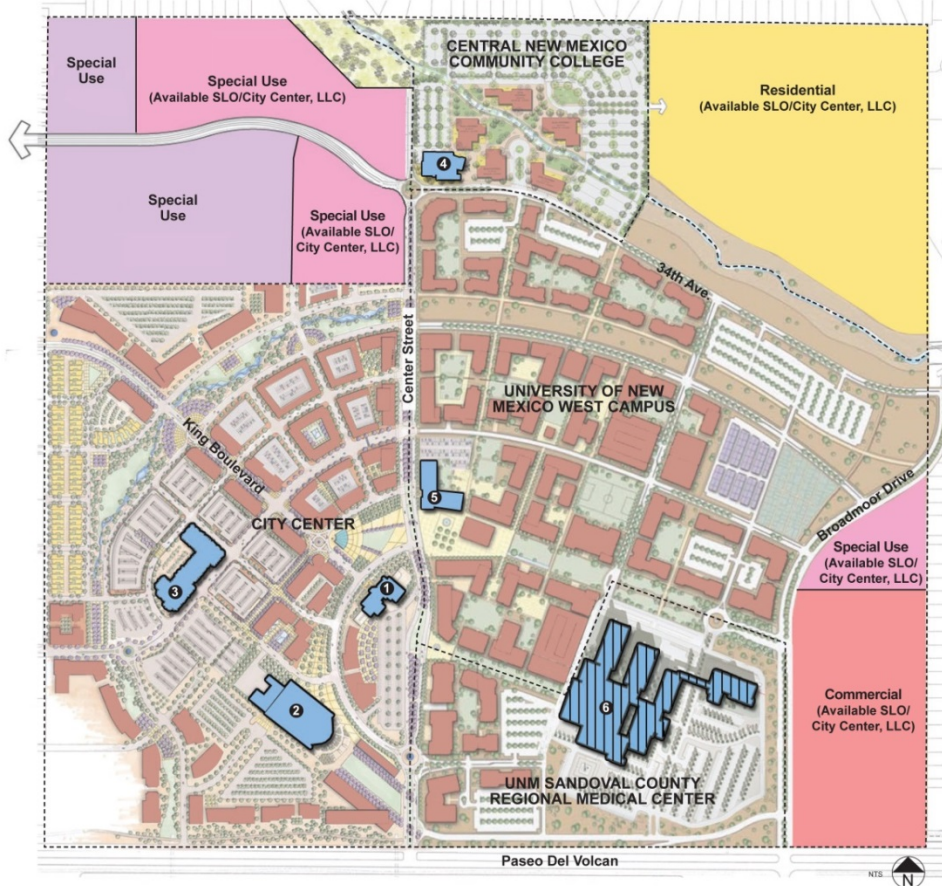 CENTRAL NEW MEXICO
COMMUNITY COLLEGE
Special
Use
Special Use
(Available SLO/City Center, LLC)
Residential
(Available SLO/City Center, LLC)
4
Special
Use
Special Use
(Available SLO/
City Center, LLC)
34th Ave.
Center Street
UNIVERSITY OF NEW
MEXICO WEST CAMPUS
King Boulevard
5
CITY CENTER
Broadmoor Drive
Special Use
(Available SLO/
City Center, LLC)
3
1
2
6
Commercial
(Available SLO/
City Center, LLC)
UNM SANDOVAL COUNTY
REGIONAL MEDICAL CENTER
Paseo Del Volcan
NTS
N